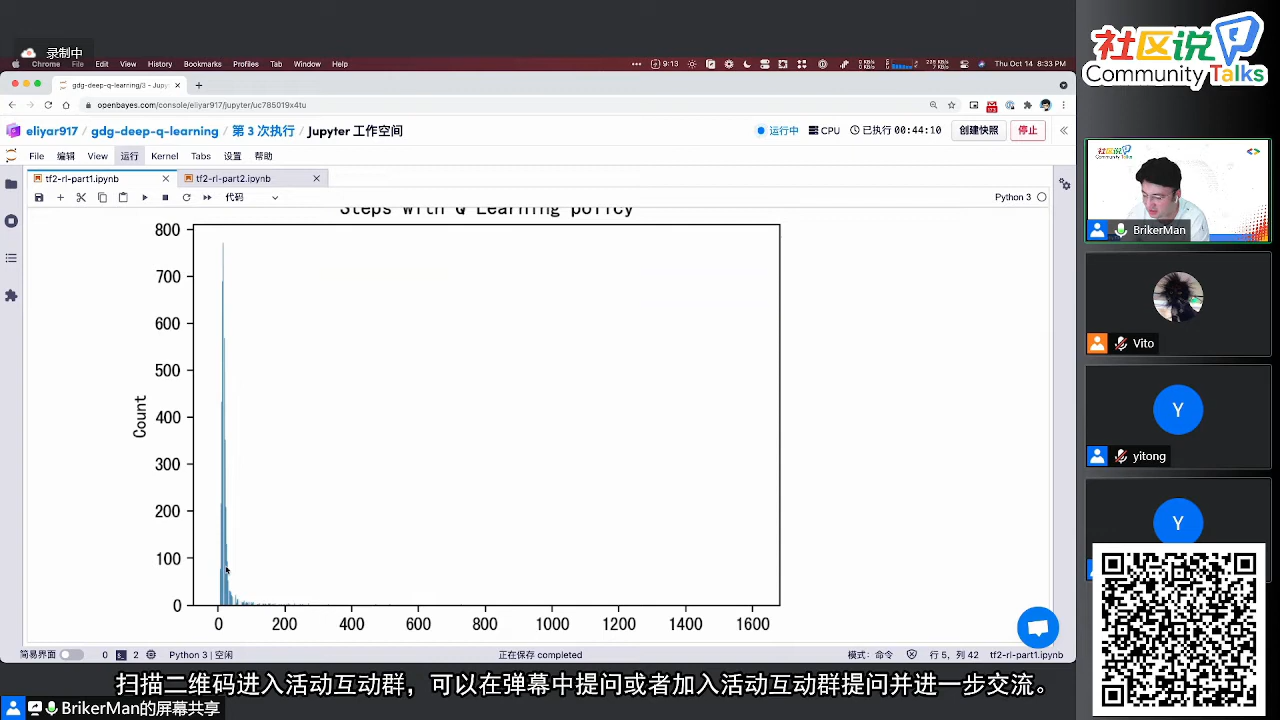 录制中
Chrome File Edit View History Bookmarks Profiles Tab Window Help
9:13
Thu Oct 14 8:33 PM
gdg-deep-q-learning/3 - Jupy
openbayes.com/console/eliyar917/jupyter/uc785019x4tu
eliyar917 / gdg-deep-q-learning / 第 3 次执行 / Jupyter 工作空间
运行中 CPU 已执行 00:44:10 创建快照 停止
File 编辑 View 运行 Kernel Tabs 设置 帮助
tf2-rl-part1.ipynb
tf2-rl-part2.ipynb
代码
Python 3
Steps with Q Learning policy
800
700
600
500
400
300
200
100
0
Count
0 200 400 600 800 1000 1200 1400 1600
简易界面 0 2 Python 3 | 空闲 正在保存 completed 模式: 命令 行 5, 列 42 tf2-rl-part1.ipynb
扫描二维码进入活动互动群，可以在弹幕中提问或者加入活动互动群提问并进一步交流。
BrikerMan的屏幕共享
社区说
Community Talks
BrikerMan
Vito
Y
yitong
Y